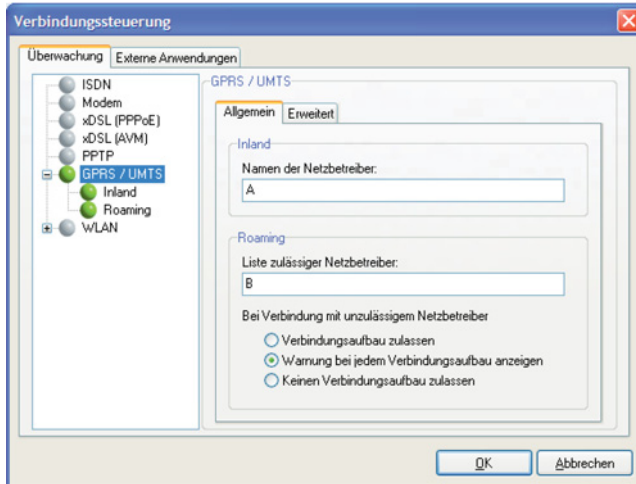 Verbindungssteuerung
Überwachung
Externe Anwendungen
ISDN
Modem
xDSL (PPPoE)
xDSL (AVM)
PPTP
GPRS / UMTS
Inland
Roaming
WLAN
GPRS / UMTS
Allgemein
Erweitert
Inland
Namen der Netzbetreiber:
A
Roaming
Liste zulässiger Netzbetreiber:
B
Bei Verbindung mit unzulässigem Netzbetreiber
Verbindungsaufbau zulassen
Warnung bei jedem Verbindungsaufbau anzeigen
Keinen Verbindungsaufbau zulassen
OK
Abbrechen